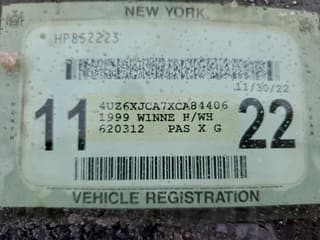 NEW YORK
HP852223
11/30/22
11 22
4UZ6XJCA7XCA84406
1999 WINNE H/WH
620312 PAS X G
VEHICLE REGISTRATION